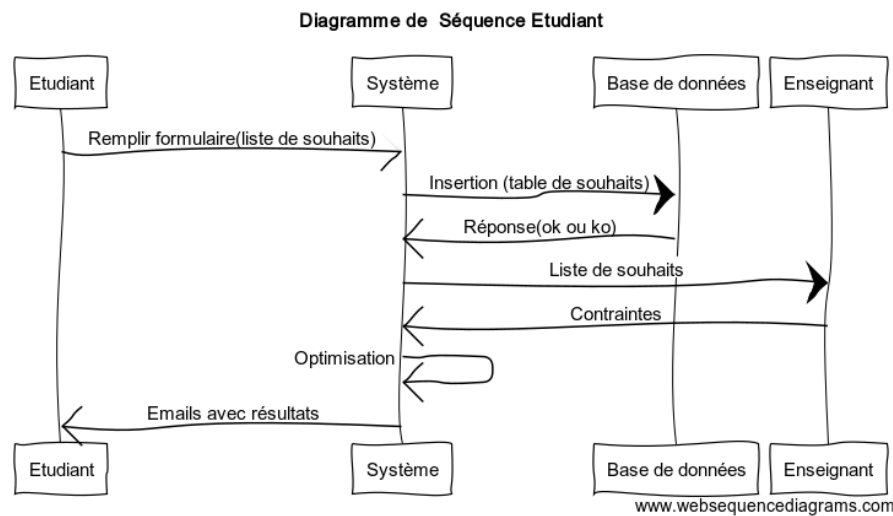 Diagramme de Séquence Etudiant
Etudiant
Système
Base de données
Enseignant
Remplir formulaire(liste de souhaits)
Insertion (table de souhaits)
Réponse(ok ou ko)
Liste de souhaits
Contraintes
Optimisation
Emails avec résultats
Etudiant
Système
Base de données
Enseignant
www.websequencediagrams.com